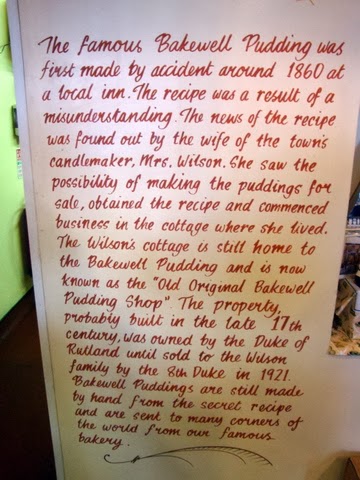 The famous Bakewell Pudding was
first made by accident around 1860 at
a local inn. The recipe was a result of a
misunderstanding. The news of the recipe
was found out by the wife of the town's
candlemaker, Mrs. Wilson. She saw the
possibility of making the puddings for
sale, obtained the recipe and commenced
business in the cottage where she lived.
The Wilson's cottage is still home to
the Bakewell Pudding and is now
known as the "Old Original Bakewell
Pudding Shop". The property,
probably built in the late 17th
century, was owned by the Duke of
Rutland until sold to the Wilson
family by the 8th Duke in 1921.
Bakewell Puddings are still made
by hand from the secret recipe
and are sent to many corners of
the world from our famous
bakery.